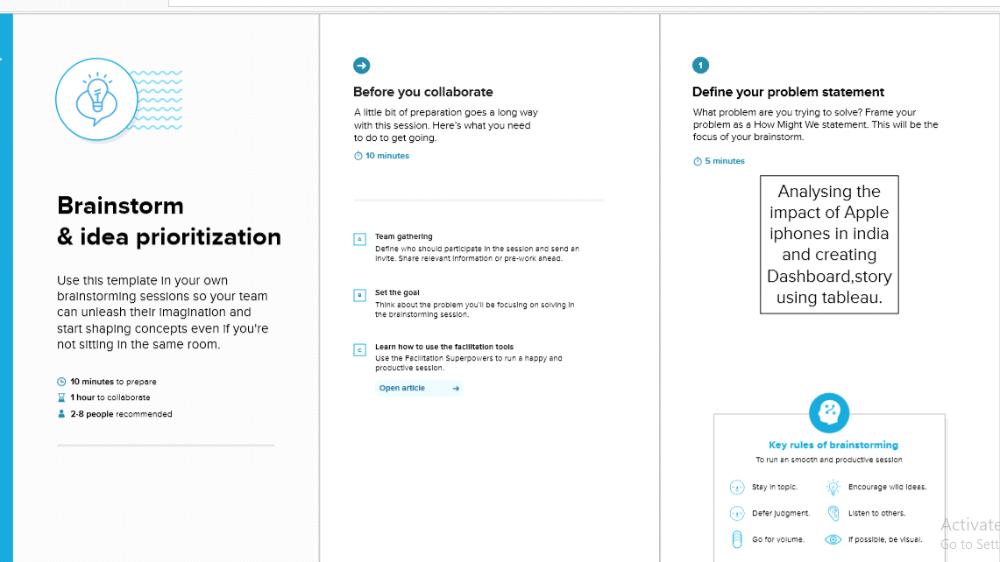 Brainstorm
& idea prioritization
Use this template in your own
brainstorming sessions so your team
can unleash their imagination and
start shaping concepts even if you're
not sitting in the same room.
10 minutes to prepare
1 hour to collaborate
2-8 people recommended
Before you collaborate
A little bit of preparation goes a long way
with this session. Here's what you need
to do to get going.
10 minutes
A
Team gathering
Define who should participate in the session and send an
invite. Share relevant information or pre-work ahead.
B
Set the goal
Think about the problem you'll be focusing on solving in
the brainstorming session.
C
Learn how to use the facilitation tools
Use the Facilitation Superpowers to run a happy and
productive session.
Open article
1
Define your problem statement
What problem are you trying to solve? Frame your
problem as a How Might We statement. This will be the
focus of your brainstorm.
5 minutes
Analysing the
impact of Apple
iphones in india
and creating
Dashboard,story
using tableau.
Key rules of brainstorming
To run an smooth and productive session
Stay in topic.
Encourage wild ideas.
Defer judgment.
Listen to others.
Go for volume.
If possible, be visual.
Activate
Go to Sett